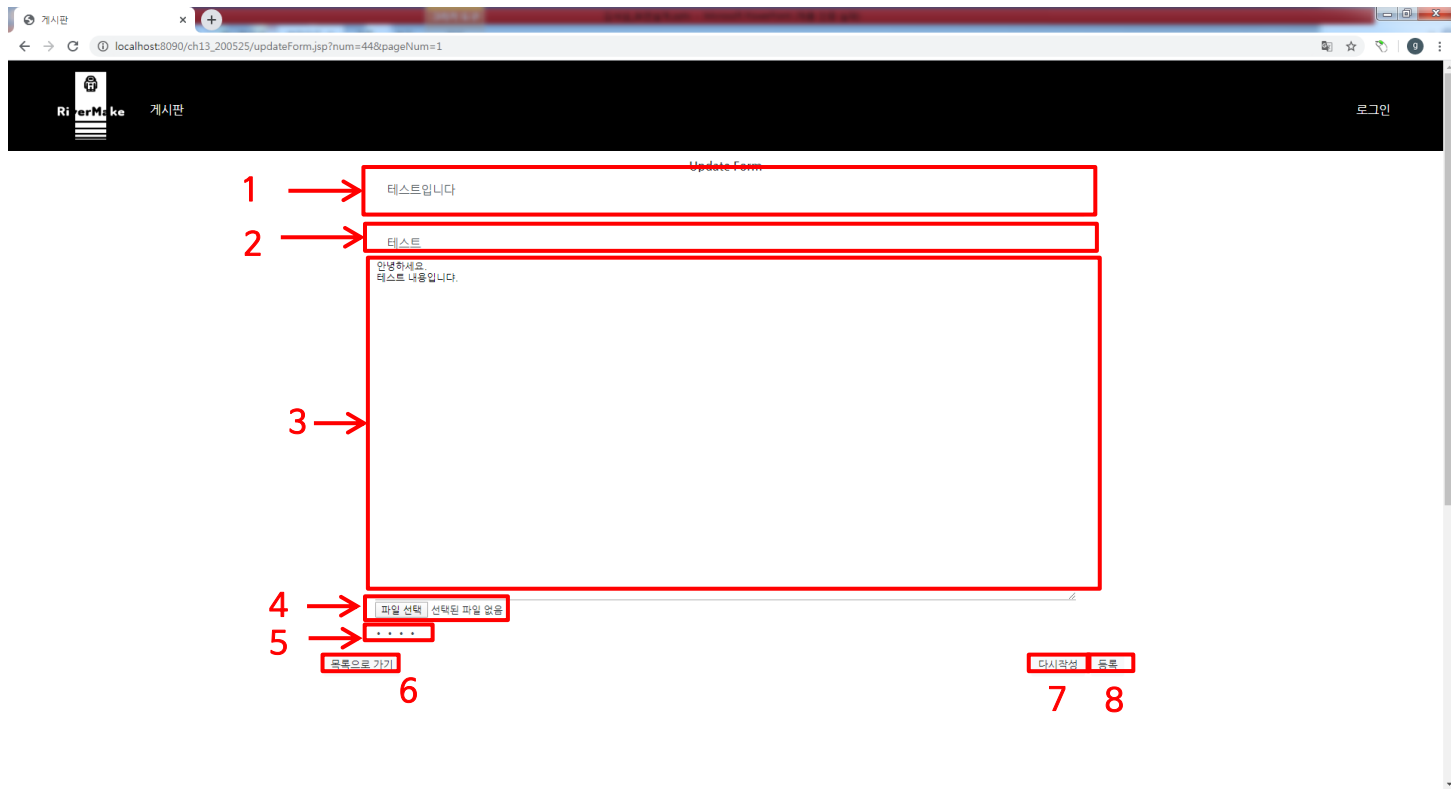 게시판
localhost:8090/ch13_200525/updateForm.jsp?num=44&pageNum=1
g
RiverMake
게시판
로그인
Update Form
1
테스트입니다
2
테스트
3
안녕하세요.
테스트 내용입니다.
4
파일 선택 선택된 파일 없음
5
목록으로 가기
다시작성
등록
6
7
8